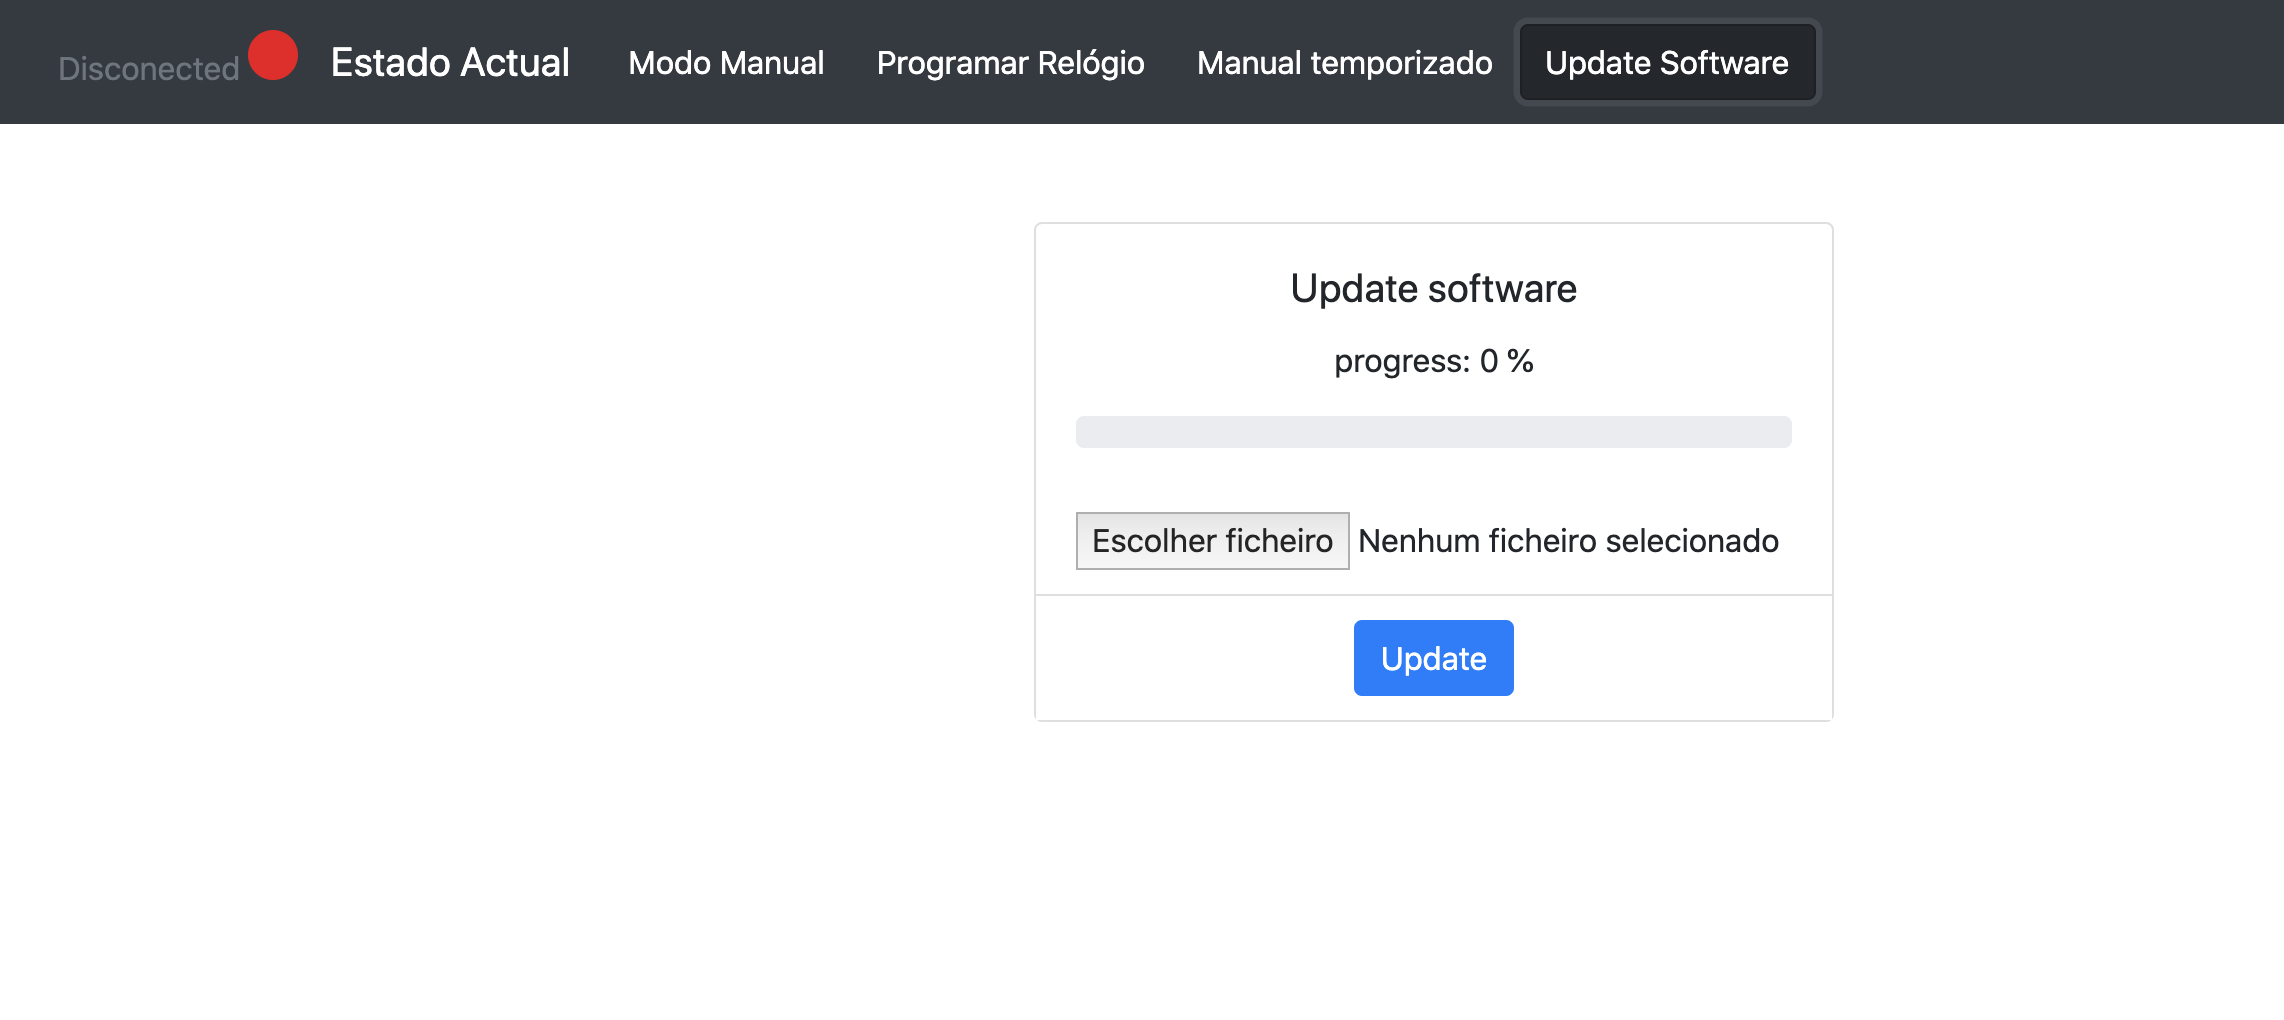 Disconected Estado Actual Modo Manual Programar Relógio Manual temporizado Update Software
Update software
progress: 0 %
Escolher ficheiro Nenhum ficheiro selecionado
Update